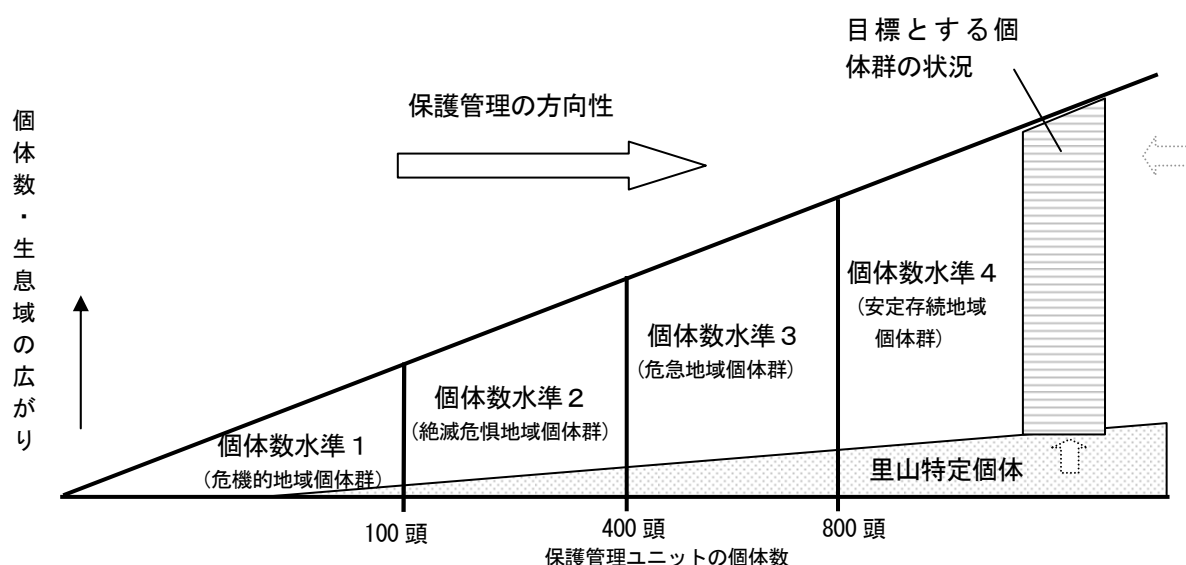 目標とする個
体群の状況
保護管理の方向性
個体数・生息域の広がり
個体数水準４
（安定存続地域
個体群）
個体数水準３
（危急地域個体群）
個体数水準２
（絶滅危惧地域個体群）
個体数水準１
（危機的地域個体群）
里山特定個体
100 頭
400 頭
800 頭
保護管理ユニットの個体数